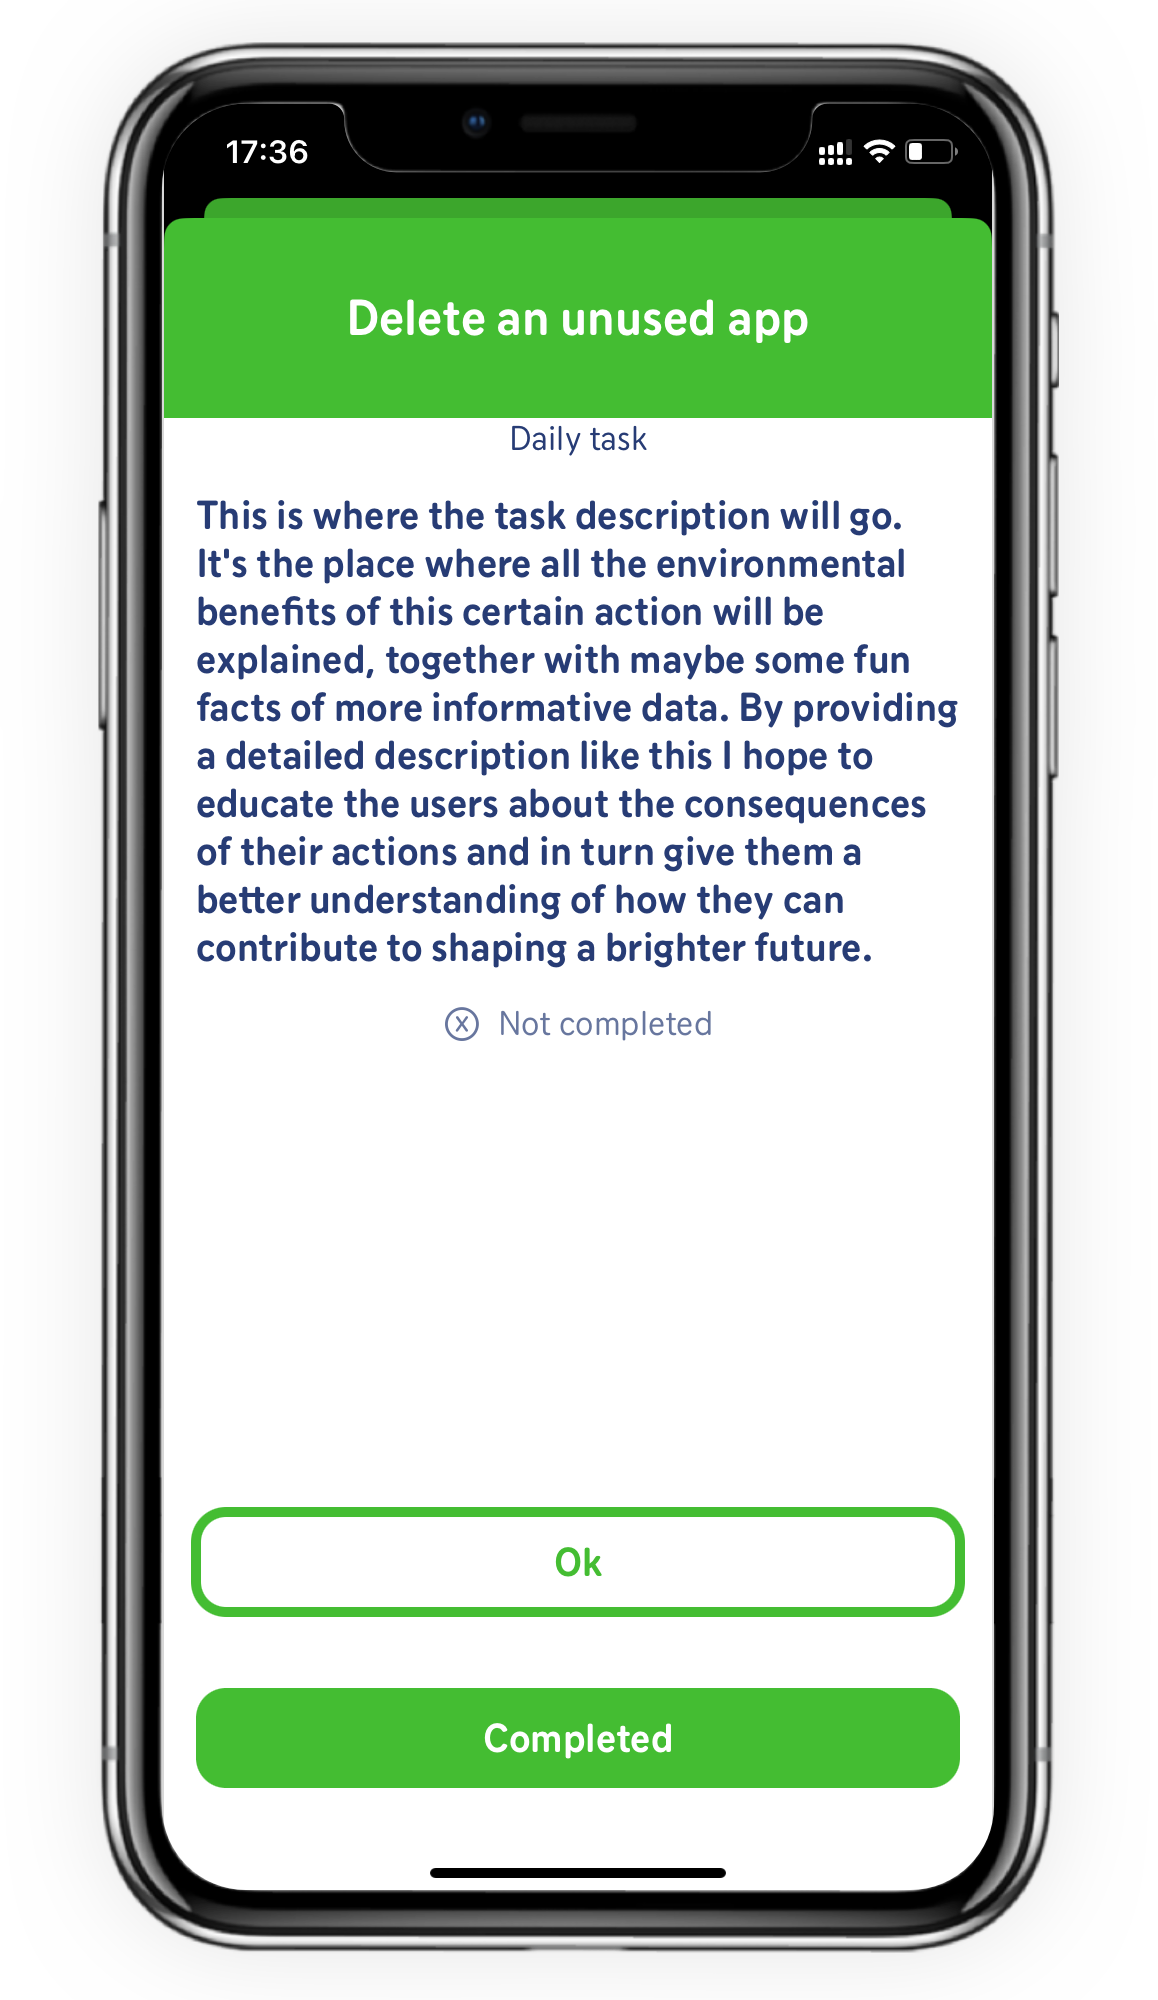 17:36
Delete an unused app
Daily task
This is where the task description will go.
It's the place where all the environmental
benefits of this certain action will be
explained, together with maybe some fun
facts of more informative data. By providing
a detailed description like this I hope to
educate the users about the consequences
of their actions and in turn give them a
better understanding of how they can
contribute to shaping a brighter future.
Not completed
Ok
Completed